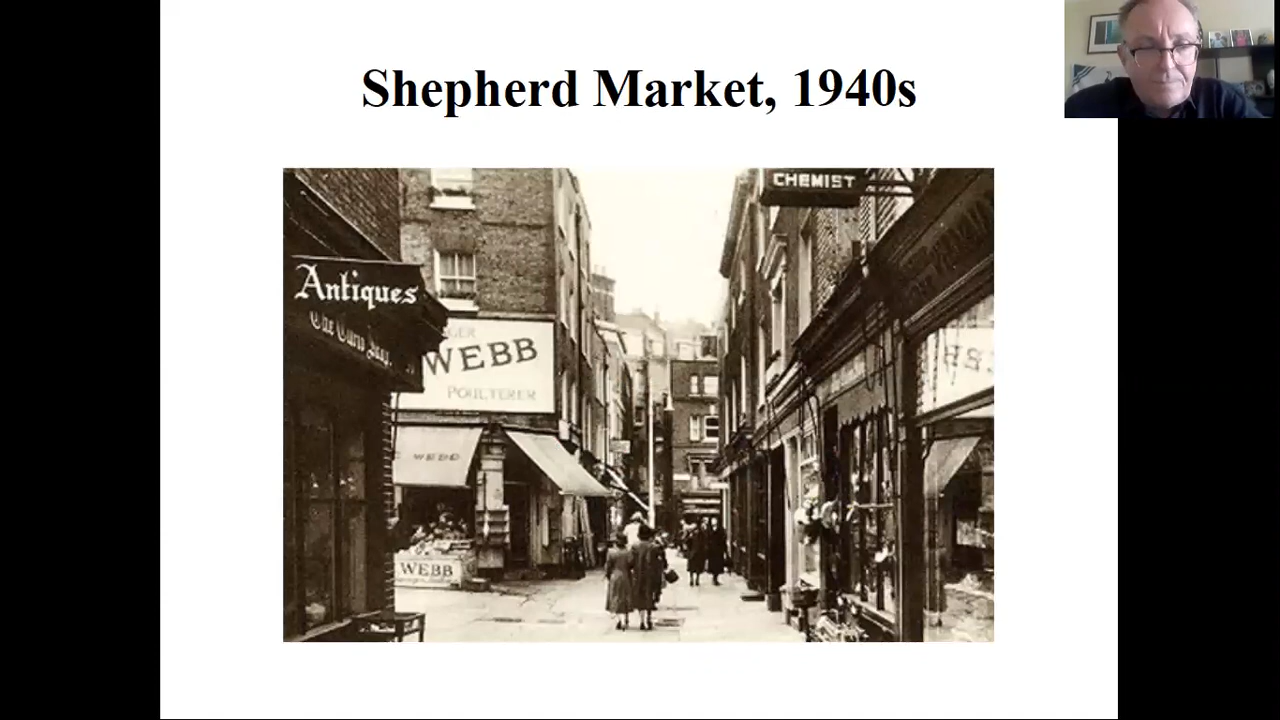 Shepherd Market, 1940s
CHEMIST
Antiques
WEBB
POULTERER
WEBB
WEBB